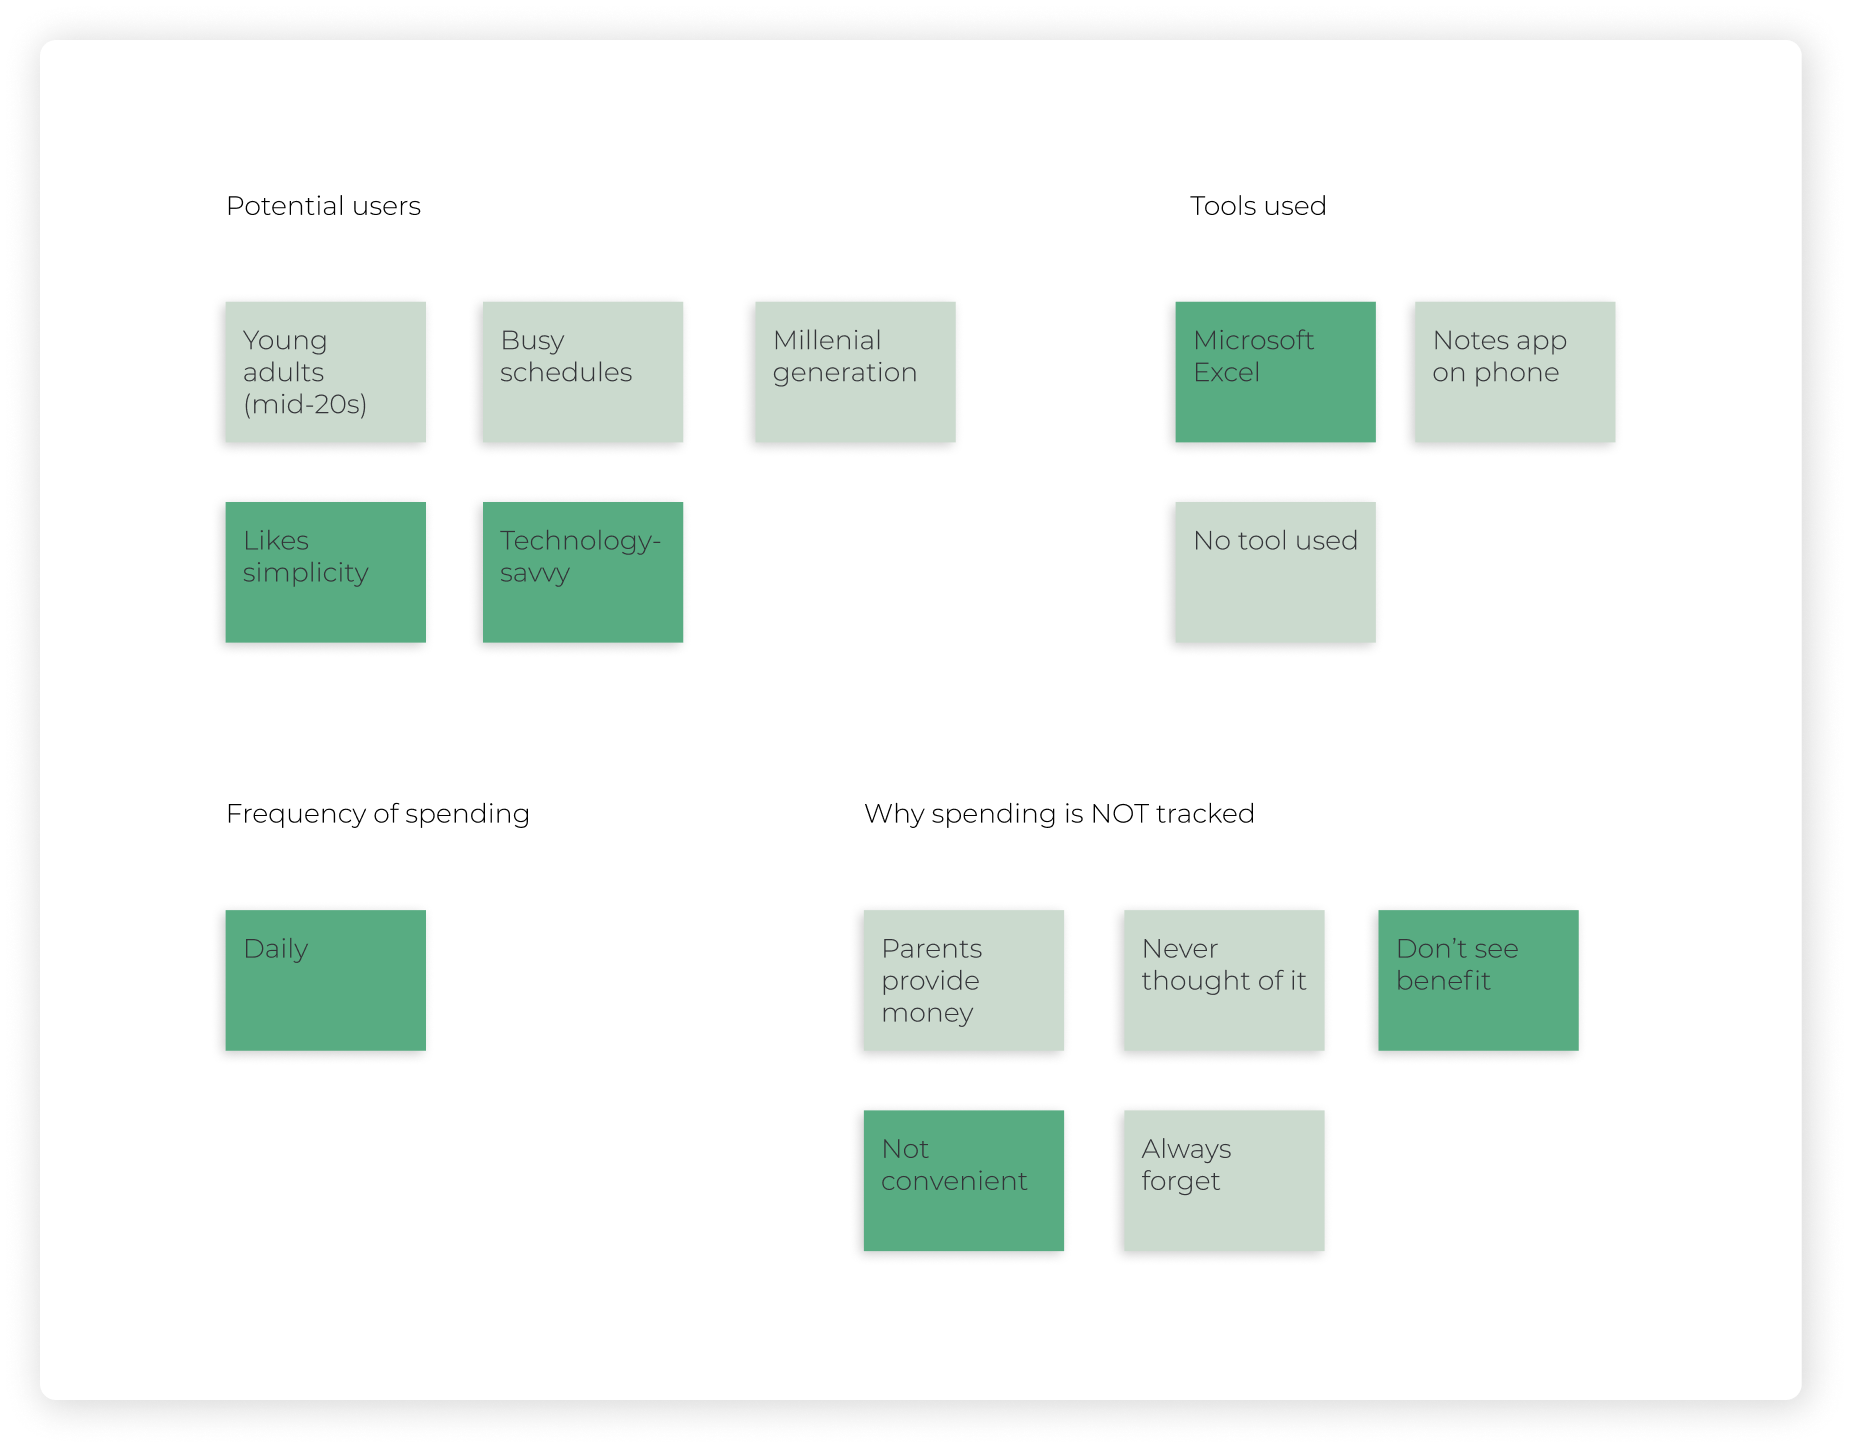 Potential users
Young
adults
(mid-20s)
Busy
schedules
Millenial
generation
Likes
simplicity
Technology-
savvy
Tools used
Microsoft
Excel
Notes app
on phone
No tool used
Frequency of spending
Daily
Why spending is NOT tracked
Parents
provide
money
Never
thought of it
Don’t see
benefit
Not
convenient
Always
forget